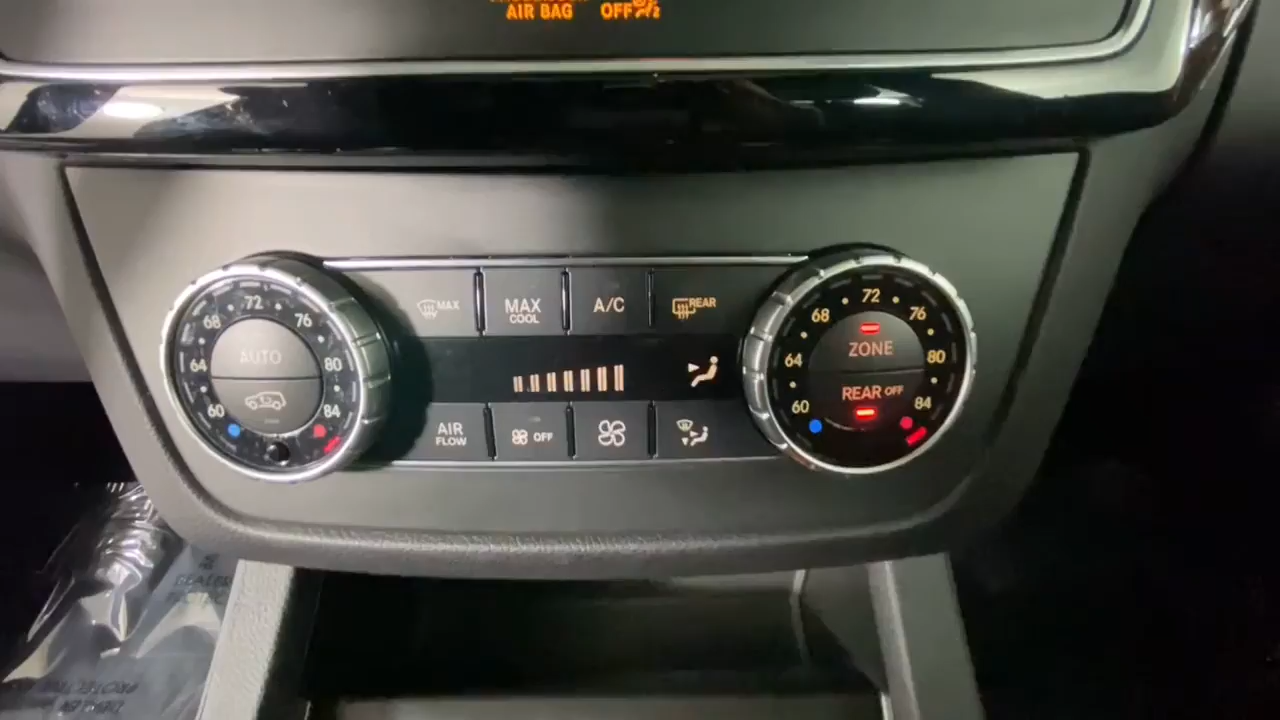 AIR BAG OFF
MAX
MAX COOL
A/C
REAR
60 64 68 72 76 80 84
AUTO
60 64 68 72 76 80 84
ZONE
REAR OFF
AIR FLOW
OFF